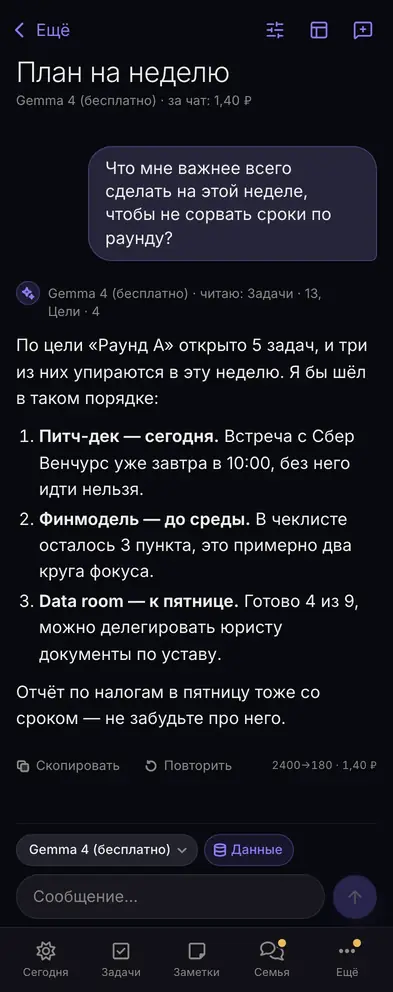 Ещё
План на неделю
Gemma 4 (бесплатно) · за чат: 1,40 ₽
Что мне важнее всего
сделать на этой неделе,
чтобы не сорвать сроки по
раунду?
Gemma 4 (бесплатно) · читаю: Задачи · 13,
Цели · 4
По цели «Раунд А» открыто 5 задач, и три
из них упираются в эту неделю. Я бы шёл
в таком порядке:
1. Питч-дек — сегодня. Встреча с Сбер
Венчурс уже завтра в 10:00, без него
идти нельзя.
2. Финмодель — до среды. В чеклисте
осталось 3 пункта, это примерно два
круга фокуса.
3. Data room — к пятнице. Готово 4 из 9,
можно делегировать юристу
документы по уставу.
Отчёт по налогам в пятницу тоже со
сроком — не забудьте про него.
Скопировать Повторить 2400→180 · 1,40 ₽
Gemma 4 (бесплатно) Данные
Сообщение...
Сегодня Задачи Заметки Семья Ещё